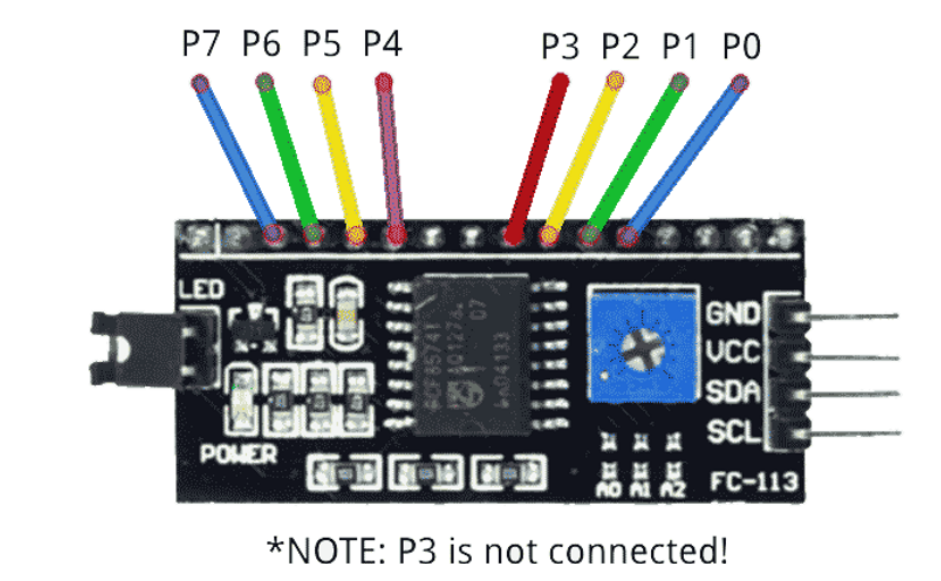 P7 P6 P5 P4 P3 P2 P1 P0
LED
GND
VCC
SDA
SCL
POWER
A0 A1 A2
FC-113
*NOTE: P3 is not connected!